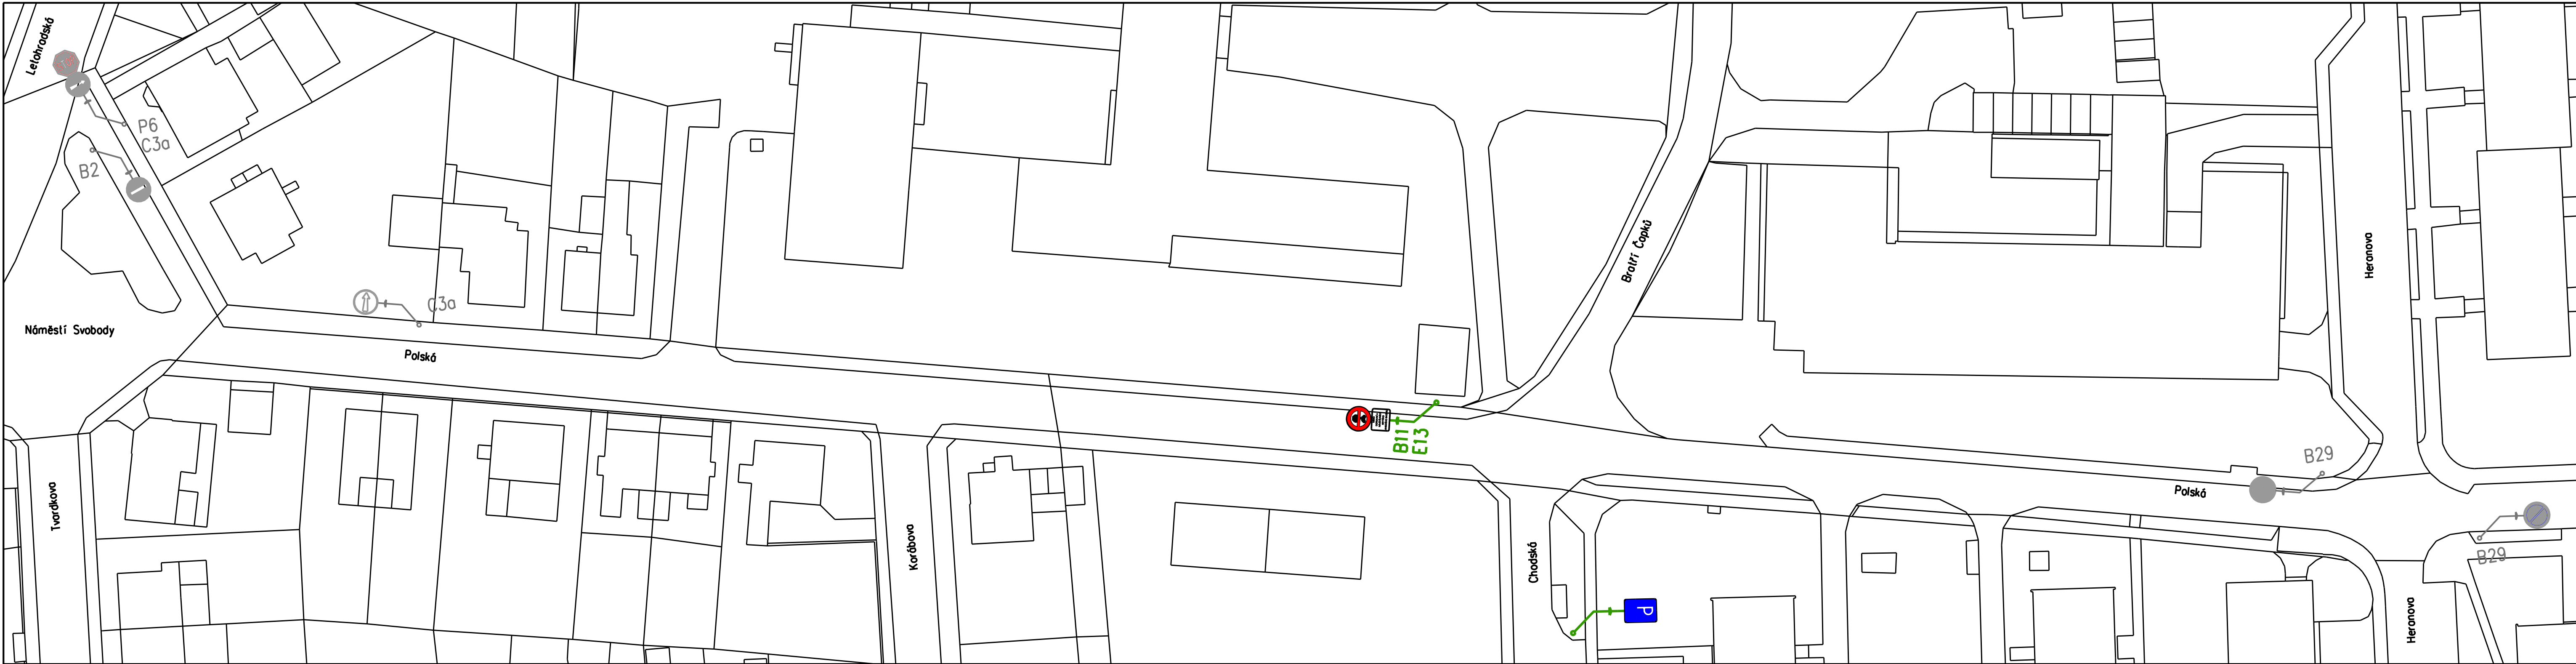 Letohradská
P6
C3a
B2
Náměstí Svobody
C3a
Polská
Tvardkova
Korábova
B11
E13
Bratří Čapků
Chodská
P
Heranova
Polská
B29
B29
Heranova